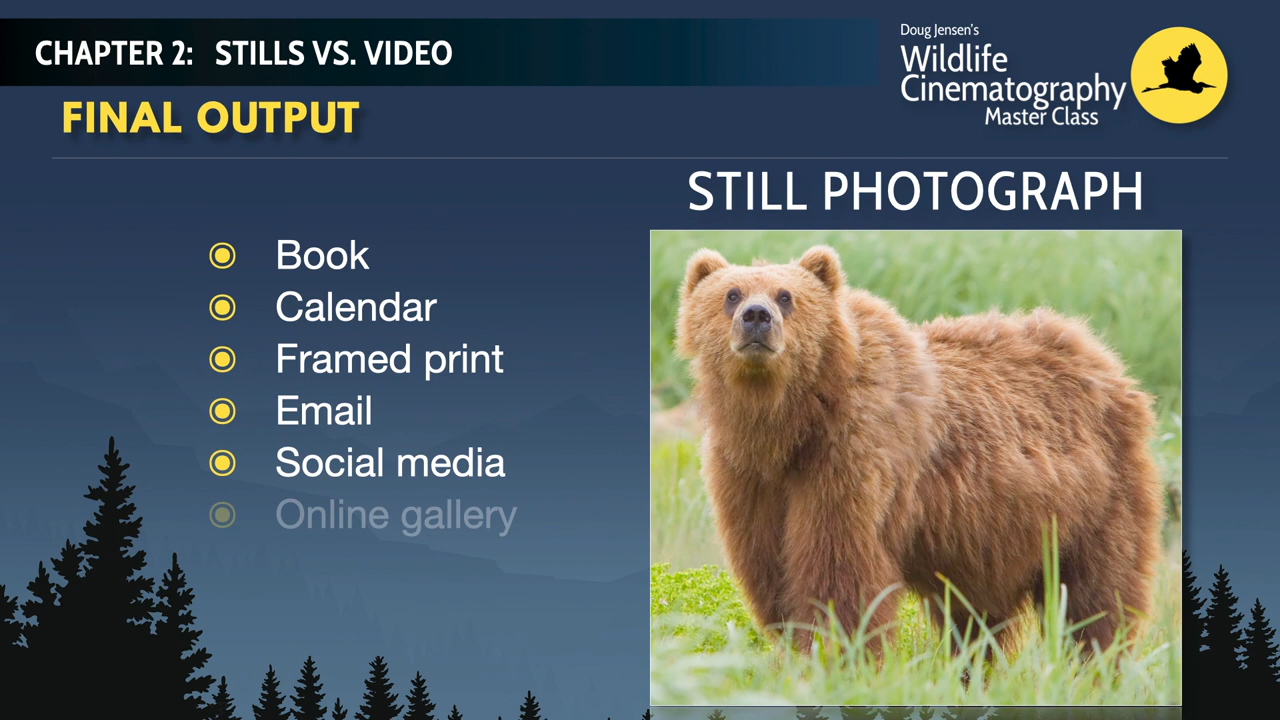 CHAPTER 2: STILLS VS. VIDEO
Doug Jensen's
Wildlife
Cinematography
Master Class
FINAL OUTPUT
STILL PHOTOGRAPH
Book
Calendar
Framed print
Email
Social media
Online gallery